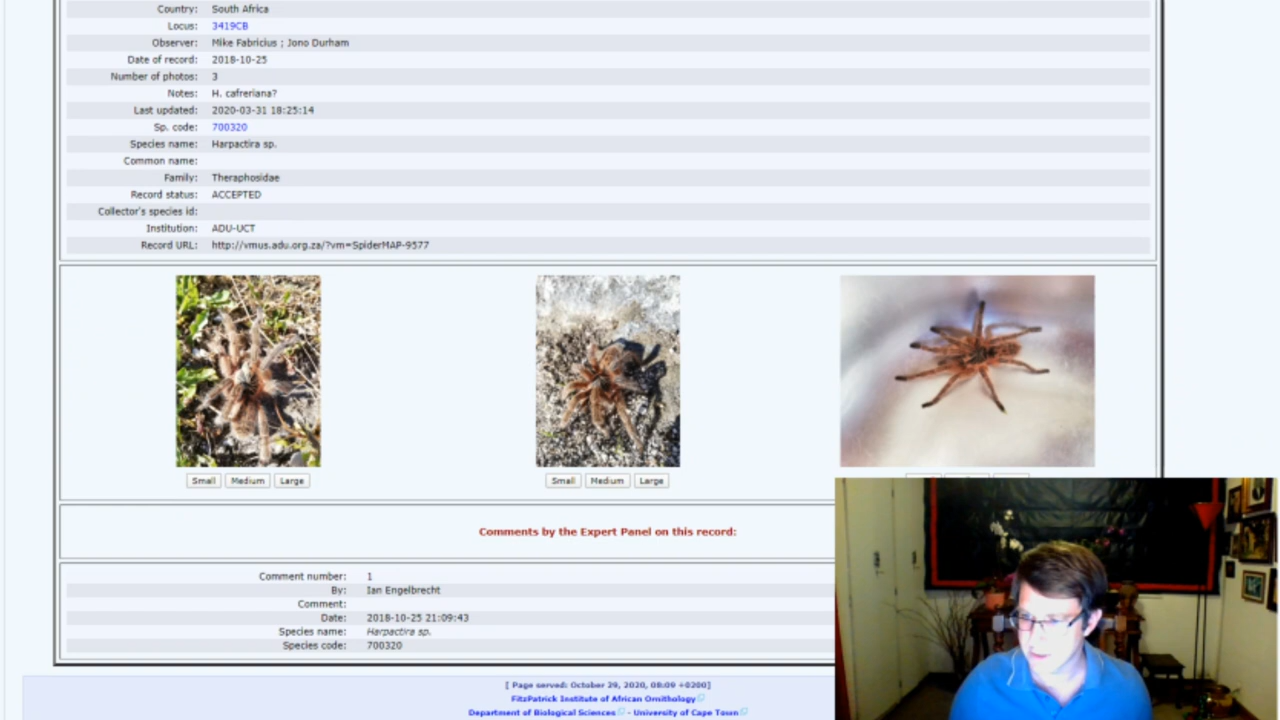 Country: South Africa
Locus: 3419CB
Observer: Mike Fabricius ; Jono Durham
Date of record: 2018-10-25
Number of photos: 3
Notes: H. cafreriana?
Last updated: 2020-03-31 18:25:14
Sp. code: 700320
Species name: Harpactira sp.
Common name:
Family: Theraphosidae
Record status: ACCEPTED
Collector's species id:
Institution: ADU-UCT
Record URL: http://vmus.adu.org.za/?vm=SpiderMAP-9577
Small Medium Large Small Medium Large
Comments by the Expert Panel on this record:
Comment number: 1
By: Ian Engelbrecht
Comment:
Date: 2018-10-25 21:09:43
Species name: Harpactira sp.
Species code: 700320
[ Page served: October 29, 2020, 08:09 +0200]
FitzPatrick Institute of African Ornithology
Department of Biological Sciences - University of Cape Town